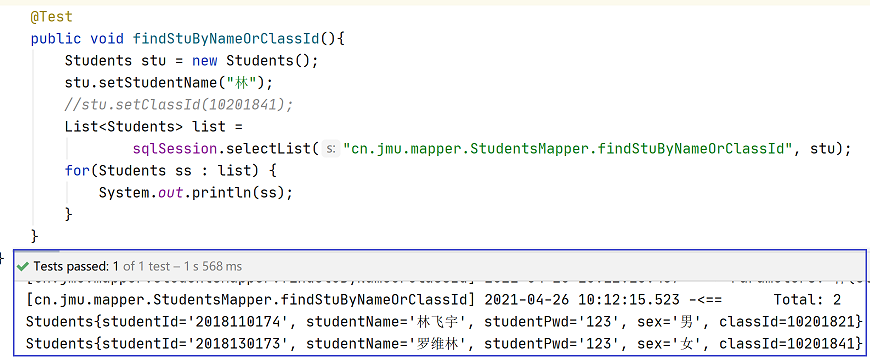 @Test
public void findStuByNameOrClassId(){
Students stu = new Students();
stu.setStudentName("林");
//stu.setClassId(10201841);
List<Students> list =
sqlSession.selectList( s: "cn.jmu.mapper.StudentsMapper.findStuByNameOrClassId", stu);
for(Students ss : list) {
System.out.println(ss);
}
}
}
Tests passed: 1 of 1 test – 1 s 568 ms
[cn.jmu.mapper.StudentsMapper.findStuByNameOrClassId] 2021-04-26 10:12:15.523 -<== Total: 2
Students{studentId='2018110174', studentName='林飞宇', studentPwd='123', sex='男', classId=10201821}
Students{studentId='2018130173', studentName='罗维林', studentPwd='123', sex='女', classId=10201841}